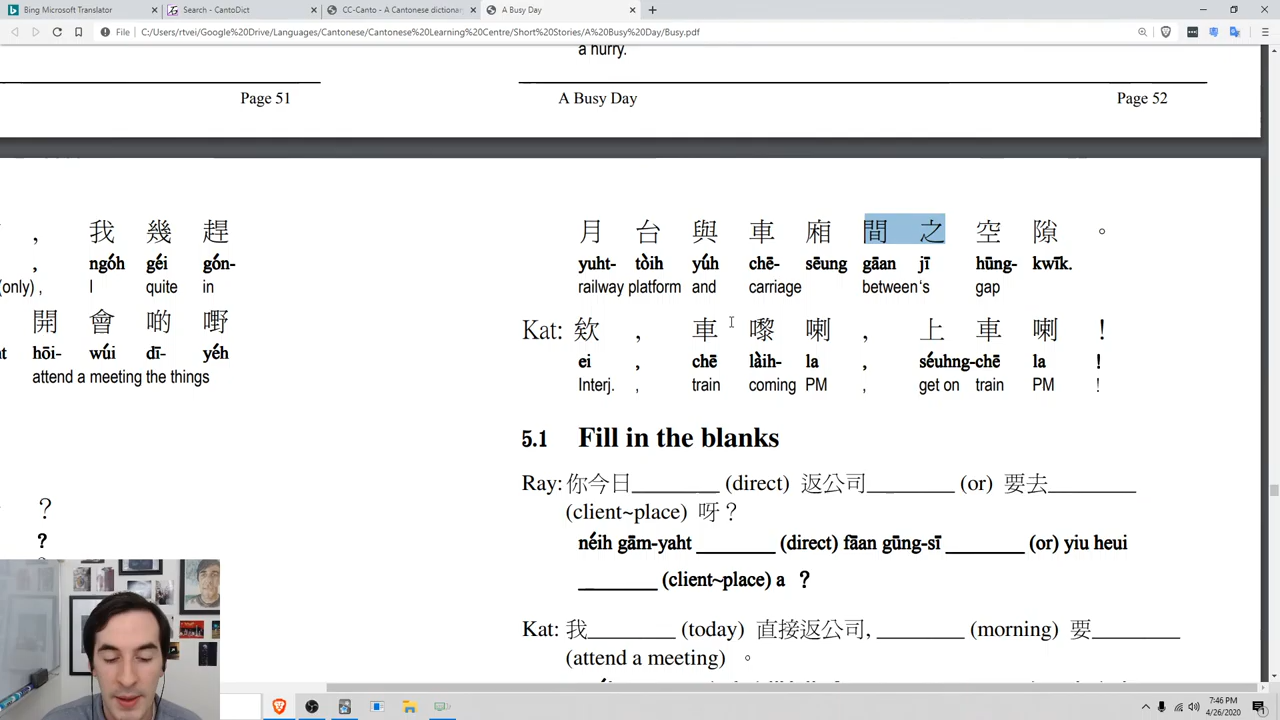 Bing Microsoft Translator
Search - CantoDict
CC-Canto - A Cantonese dictionar
A Busy Day
File C:/Users/rtvei/Google%20Drive/Languages/Cantonese/Cantonese%20Learning%20Centre/Short%20Stories/A%20Busy%20Day/Busy.pdf
a hurry.
Page 51
A Busy Day Page 52
, 我 幾 趕
, ngóh géi gón-
(only) , I quite in
開 會 啲 嘢
hōi- wúi dī- yéh
attend a meeting the things
?
?
月 台 與 車 廂 間 之 空 隙 。
yuht- tòih yúh chē- sēung gāan jī hūng- kwīk.
railway platform and carriage between's gap
Kat: 欸 , 車 嚟 喇 , 上 車 喇 !
ei , chē làih- la , séuhng-chē la !
Interj. , train coming PM , get on train PM !
5.1 Fill in the blanks
Ray: 你今日________ (direct) 返公司________ (or) 要去________
(client~place) 呀？
néih gām-yaht ________ (direct) fāan gūng-sī ________ (or) yiu heui
________ (client~place) a ?
Kat: 我________ (today) 直接返公司, ________ (morning) 要________
(attend a meeting) 。
7:46 PM
4/26/2020